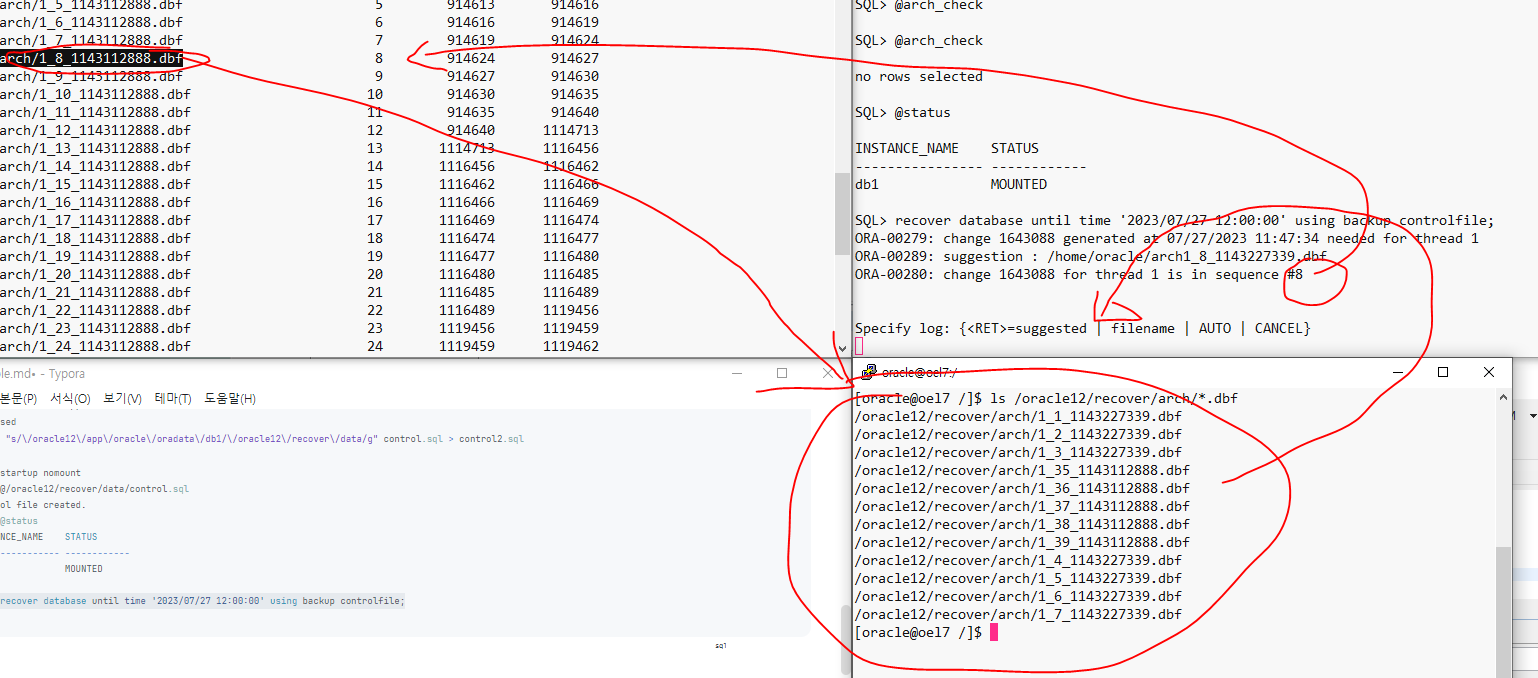 arch/1_5_1143112888.dbf 5 914613 914616
arch/1_6_1143112888.dbf 6 914616 914619
arch/1_7_1143112888.dbf 7 914619 914624
arch/1_8_1143112888.dbf 8 914624 914627
arch/1_9_1143112888.dbf 9 914627 914630
arch/1_10_1143112888.dbf 10 914630 914635
arch/1_11_1143112888.dbf 11 914635 914640
arch/1_12_1143112888.dbf 12 914640 1114713
arch/1_13_1143112888.dbf 13 1114713 1116456
arch/1_14_1143112888.dbf 14 1116456 1116462
arch/1_15_1143112888.dbf 15 1116462 1116466
arch/1_16_1143112888.dbf 16 1116466 1116469
arch/1_17_1143112888.dbf 17 1116469 1116474
arch/1_18_1143112888.dbf 18 1116474 1116477
arch/1_19_1143112888.dbf 19 1116477 1116480
arch/1_20_1143112888.dbf 20 1116480 1116485
arch/1_21_1143112888.dbf 21 1116485 1116489
arch/1_22_1143112888.dbf 22 1116489 1119456
arch/1_23_1143112888.dbf 23 1119456 1119459
arch/1_24_1143112888.dbf 24 1119459 1119462
SQL> @arch_check
SQL> @arch_check
no rows selected
SQL> @status
INSTANCE_NAME STATUS
---------------- ------------
db1 MOUNTED
SQL> recover database until time '2023/07/27 12:00:00' using backup controlfile;
ORA-00279: change 1643088 generated at 07/27/2023 11:47:34 needed for thread 1
ORA-00289: suggestion : /home/oracle/arch1_8_1143227339.dbf
ORA-00280: change 1643088 for thread 1 is in sequence #8
Specify log: {<RET>=suggested | filename | AUTO | CANCEL}
le.md• - Typora
본문(P) 서식(O) 보기(V) 테마(T) 도움말(H)
sed
"s/\/oracle12\/app\/oracle\/oradata\/db1/\/oracle12\/recover\/data/g" control.sql > control2.sql
startup nomount
@/oracle12/recover/data/control.sql
ol file created.
@status
NCE_NAME STATUS
----------- ------------
MOUNTED
recover database until time '2023/07/27 12:00:00' using backup controlfile;
sql
oracle@oel7:/
[oracle@oel7 /]$ ls /oracle12/recover/arch/*.dbf
/oracle12/recover/arch/1_1_1143227339.dbf
/oracle12/recover/arch/1_2_1143227339.dbf
/oracle12/recover/arch/1_3_1143227339.dbf
/oracle12/recover/arch/1_35_1143112888.dbf
/oracle12/recover/arch/1_36_1143112888.dbf
/oracle12/recover/arch/1_37_1143112888.dbf
/oracle12/recover/arch/1_38_1143112888.dbf
/oracle12/recover/arch/1_39_1143112888.dbf
/oracle12/recover/arch/1_4_1143227339.dbf
/oracle12/recover/arch/1_5_1143227339.dbf
/oracle12/recover/arch/1_6_1143227339.dbf
/oracle12/recover/arch/1_7_1143227339.dbf
[oracle@oel7 /]$